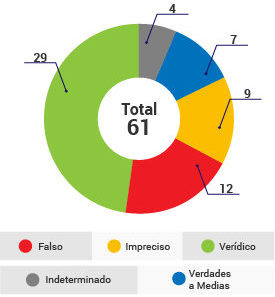 4
7
29
9
Total
61
12
Falso
Impreciso
Verídico
Indeterminado
Verdades
a Medias